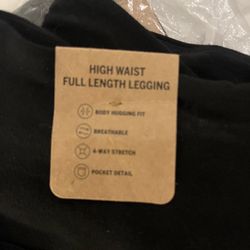 HIGH WAIST
FULL LENGTH LEGGING
BODY HUGGING FIT
BREATHABLE
4-WAY STRETCH
POCKET DETAIL